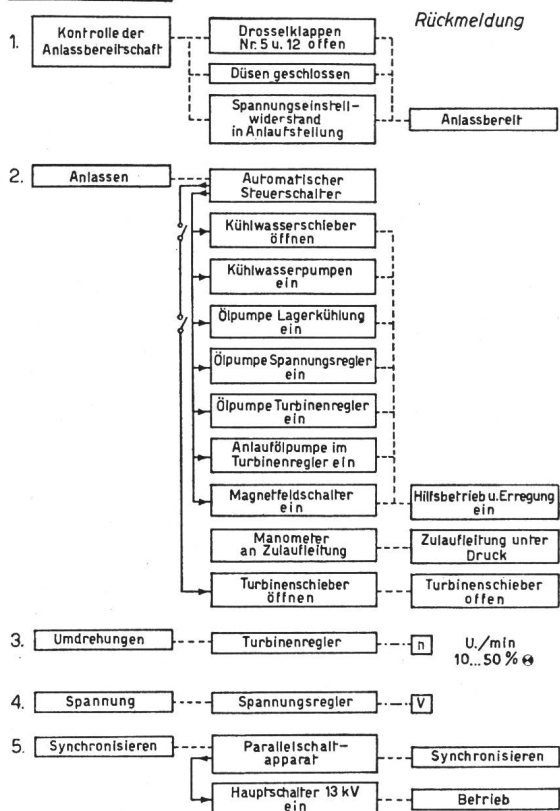 Rückmeldung
1.
Kontrolle der
Anlassbereitschaft
Drosselklappen
Nr. 5 u. 12 offen
Düsen geschlossen
Spannungseinstell-
widerstand
in Anlaufstellung
Anlassbereit
2.
Anlassen
Automatischer
Steuerschalter
Kühlwasserschieber
öffnen
Kühlwasserpumpen
ein
Ölpumpe Lagerkühlung
ein
Ölpumpe Spannungsregler
ein
Ölpumpe Turbinenregler
ein
Anlaufölpumpe im
Turbinenregler ein
Magnetfeldschalter
ein
Hilfsbetrieb u. Erregung
ein
Manometer
an Zulaufleitung
Zulaufleitung unter
Druck
Turbinenschieber
öffnen
Turbinenschieber
offen
3.
Umdrehungen
Turbinenregler
n
U./min
10...50 %
4.
Spannung
Spannungsregler
V
5.
Synchronisieren
Parallelschalt-
apparat
Synchronisieren
Hauptschalter 13 kV
ein
Betrieb